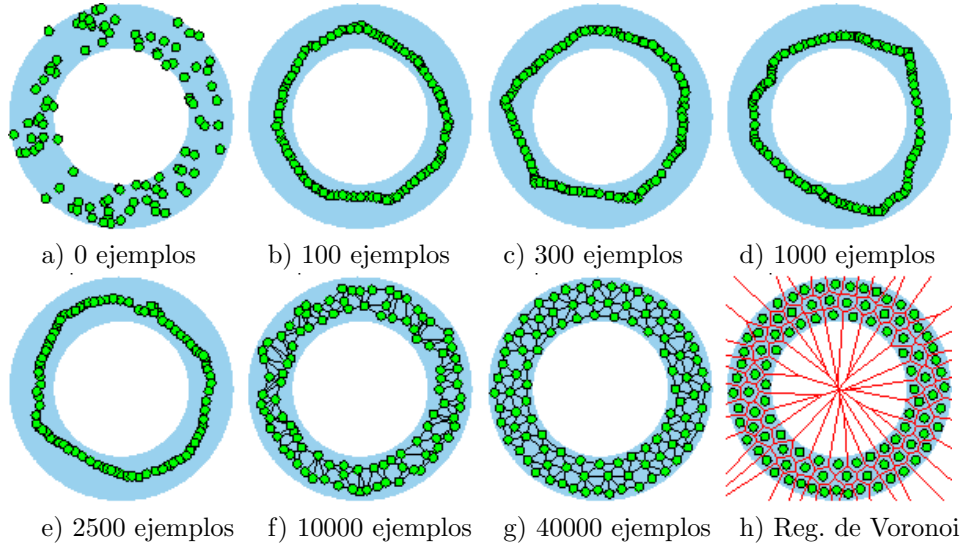 a) 0 ejemplos
b) 100 ejemplos
c) 300 ejemplos
d) 1000 ejemplos
e) 2500 ejemplos
f) 10000 ejemplos
g) 40000 ejemplos
h) Reg. de Voronoi